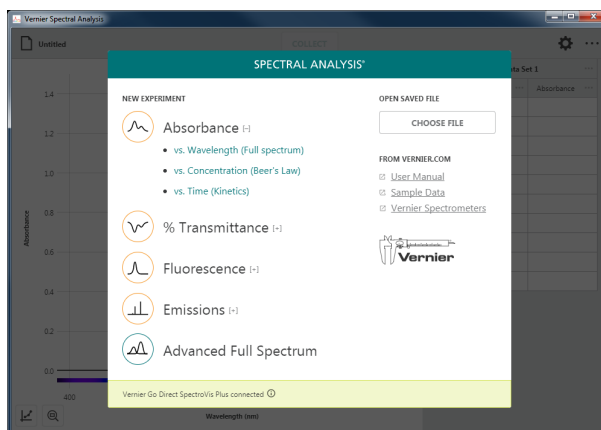 Vernier Spectral Analysis
Untitled
COLLECT
SPECTRAL ANALYSIS®
NEW EXPERIMENT
Absorbance [-]
• vs. Wavelength (Full spectrum)
• vs. Concentration (Beer's Law)
• vs. Time (Kinetics)
% Transmittance [+]
Fluorescence [+]
Emissions [+]
Advanced Full Spectrum
OPEN SAVED FILE
CHOOSE FILE
FROM VERNIER.COM
User Manual
Sample Data
Vernier Spectrometers
Vernier
Vernier Go Direct SpectroVis Plus connected
Set 1
Absorbance
Absorbance
1.4
1.2
1.0
0.8
0.6
0.4
0.2
0.0
400
Wavelength (nm)